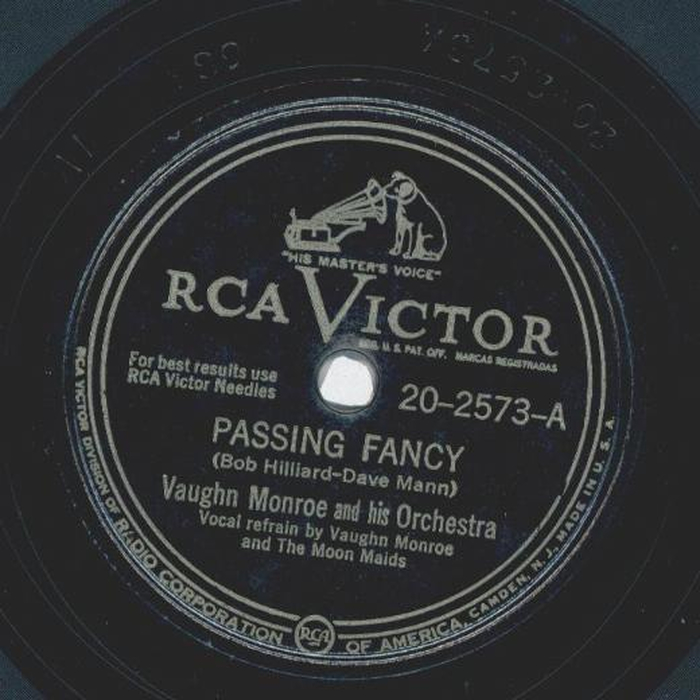 "HIS MASTER'S VOICE"
RCA VICTOR
REG. U. S. PAT. OFF. MARCAS REGISTRADAS
For best results use
RCA Victor Needles
20-2573-A
PASSING FANCY
(Bob Hilliard-Dave Mann)
Vaughn Monroe and his Orchestra
Vocal refrain by Vaughn Monroe
and The Moon Maids
RCA VICTOR DIVISION OF RADIO CORPORATION RCA OF AMERICA, CAMDEN, N. J., MADE IN U. S. A.